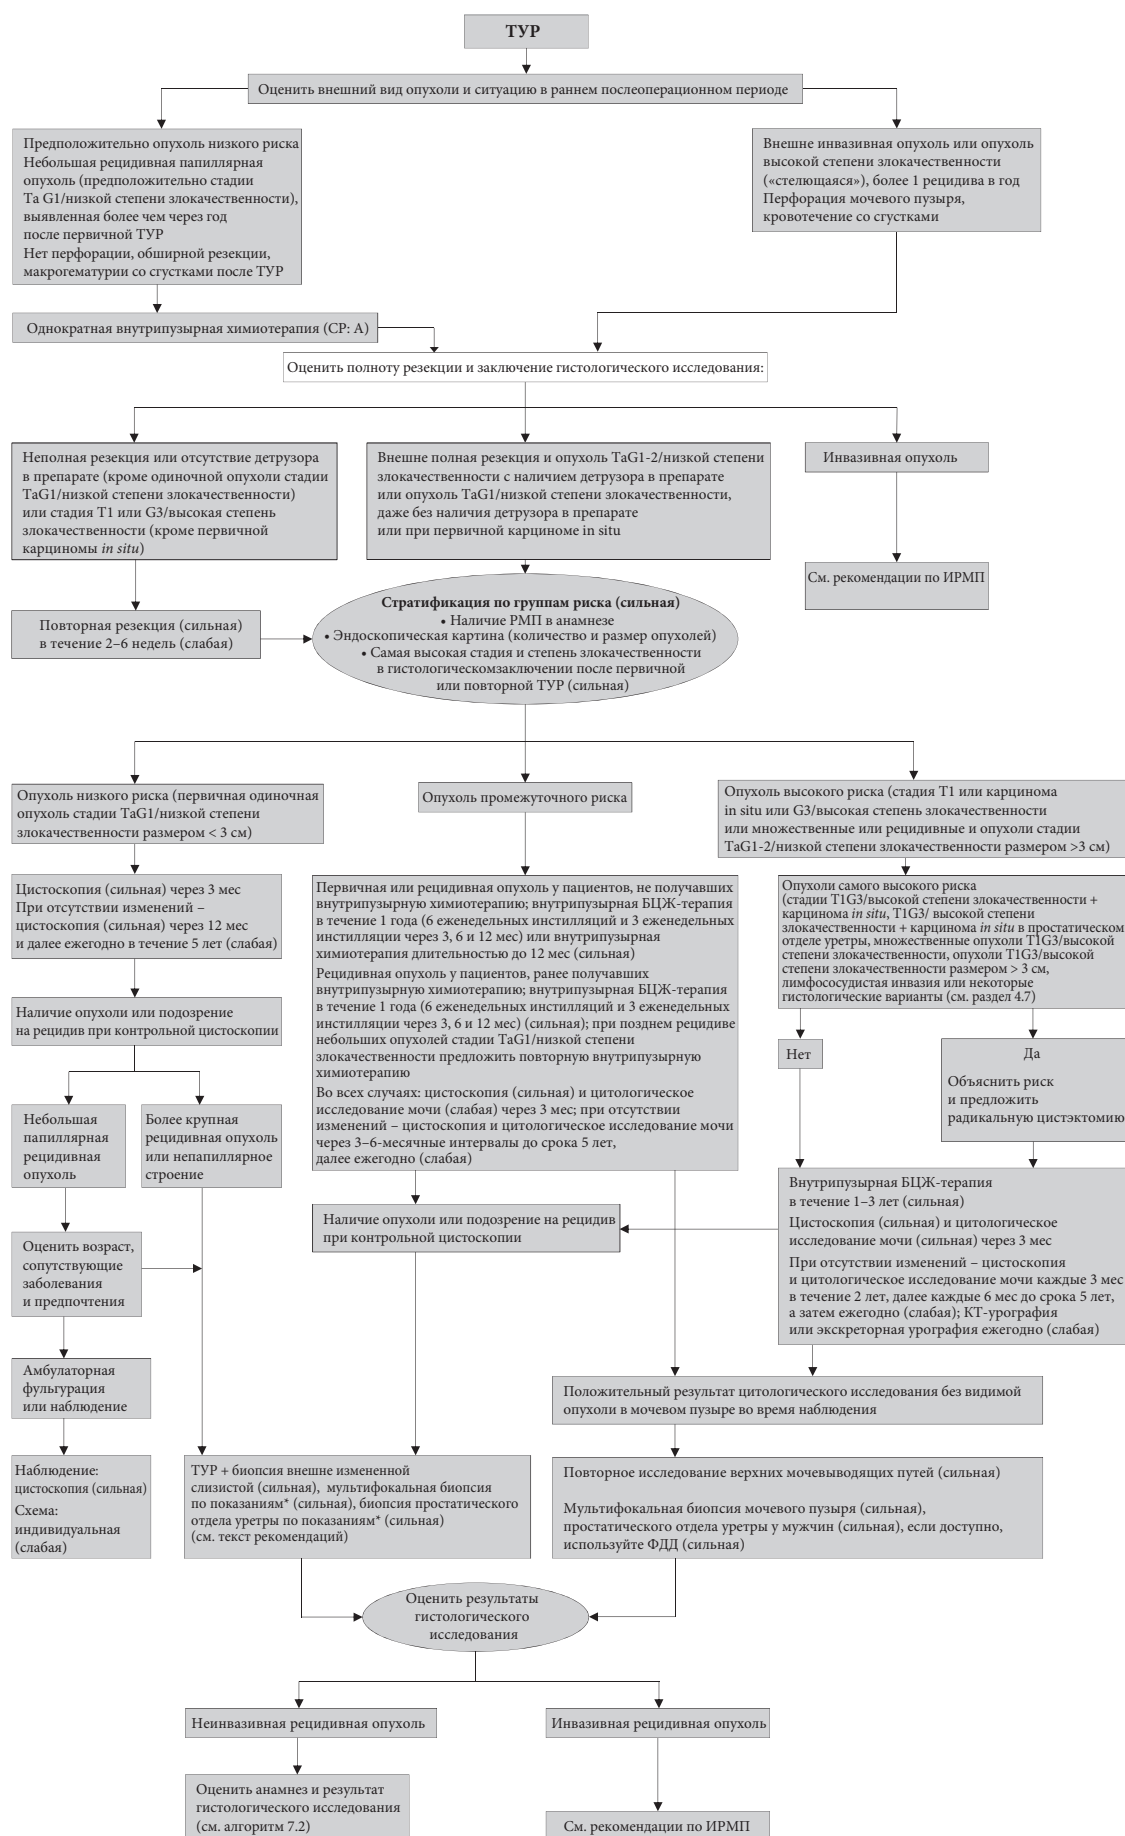 ТУР
Оценить внешний вид опухоли и ситуацию в раннем послеоперационном периоде
Предположительно опухоль низкого риска
Небольшая рецидивная папиллярная
опухоль (предположительно стадии
Ta G1/низкой степени злокачественности),
выявленная более чем через год
после первичной ТУР
Нет перфорации, обширной резекции,
макрогематурии со сгустками после ТУР
Внешне инвазивная опухоль или опухоль
высокой степени злокачественности
(«стелющаяся»), более 1 рецидива в год
Перфорация мочевого пузыря,
кровотечение со сгустками
Однократная внутрипузырная химиотерапия (СР: А)
Оценить полноту резекции и заключение гистологического исследования:
Неполная резекция или отсутствие детрузора
в препарате (кроме одиночной опухоли стадии
TaG1/низкой степени злокачественности)
или стадия T1 или G3/высокая степень
злокачественности (кроме первичной
карциномы in situ)
Внешне полная резекция и опухоль TaG1-2/низкой степени
злокачественности с наличием детрузора в препарате
или опухоль TaG1/низкой степени злокачественности,
даже без наличия детрузора в препарате
или при первичной карциноме in situ
Инвазивная опухоль
См. рекомендации по ИРМП
Повторная резекция (сильная)
в течение 2–6 недель (слабая)
Стратификация по группам риска (сильная)
• Наличие РМП в анамнезе
• Эндоскопическая картина (количество и размер опухолей)
• Самая высокая стадия и степень злокачественности
в гистологическомзаключении после первичной
или повторной ТУР (сильная)
Опухоль низкого риска (первичная одиночная
опухоль стадии TaG1/низкой степени
злокачественности размером < 3 см)
Опухоль промежуточного риска
Опухоль высокого риска (стадия T1 или карцинома
in situ или G3/высокая степень злокачественности
или множественные или рецидивные и опухоли стадии
TaG1-2/низкой степени злокачественности размером >3 см)
Цистоскопия (сильная) через 3 мес
При отсутствии изменений –
цистоскопия (сильная) через 12 мес
и далее ежегодно в течение 5 лет (слабая)
Первичная или рецидивная опухоль у пациентов, не получавших
внутрипузырную химиотерапию; внутрипузырная БЦЖ-терапия
в течение 1 года (6 еженедельных инстилляций и 3 еженедельных
инстилляции через 3, 6 и 12 мес) или внутрипузырная
химиотерапия длительностью до 12 мес (сильная)
Рецидивная опухоль у пациентов, ранее получавших
внутрипузырную химиотерапию; внутрипузырная БЦЖ-терапия
в течение 1 года (6 еженедельных инстилляций и 3 еженедельных
инстилляции через 3, 6 и 12 мес) (сильная); при позднем рецидиве
небольших опухолей стадии TaG1/низкой степени
злокачественности предложить повторную внутрипузырную
химиотерапию
Во всех случаях: цистоскопия (сильная) и цитологическое
исследование мочи (слабая) через 3 мес; при отсутствии
изменений – цистоскопия и цитологическое исследование мочи
через 3–6-месячные интервалы до срока 5 лет,
далее ежегодно (слабая)
Опухоли самого высокого риска
(стадии T1G3/высокой степени злокачественности +
карцинома in situ, T1G3/ высокой степени
злокачественности + карцинома in situ в простатическом
отделе уретры, множественные опухоли T1G3/высокой
степени злокачественности, опухоли T1G3/высокой
степени злокачественности размером > 3 см,
лимфососудистая инвазия или некоторые
гистологические варианты (см. раздел 4.7)
Наличие опухоли или подозрение
на рецидив при контрольной цистоскопии
Нет
Да
Объяснить риск
и предложить
радикальную цистэктомию
Небольшая
папиллярная
рецидивная
опухоль
Более крупная
рецидивная опухоль
или непапиллярное
строение
Внутрипузырная БЦЖ-терапия
в течение 1–3 лет (сильная)
Цистоскопия (сильная) и цитологическое
исследование мочи (сильная) через 3 мес
При отсутствии изменений – цистоскопия
и цитологическое исследование мочи каждые 3 мес
в течение 2 лет, далее каждые 6 мес до срока 5 лет,
а затем ежегодно (слабая); КТ-урография
или экскреторная урография ежегодно (слабая)
Наличие опухоли или подозрение на рецидив
при контрольной цистоскопии
Оценить возраст,
сопутствующие
заболевания
и предпочтения
Амбулаторная
фульгурация
или наблюдение
Положительный результат цитологического исследования без видимой
опухоли в мочевом пузыре во время наблюдения
Наблюдение:
цистоскопия (сильная)
Схема:
индивидуальная
(слабая)
ТУР + биопсия внешне измененной
слизистой (сильная), мультифокальная биопсия
по показаниям* (сильная), биопсия простатического
отдела уретры по показаниям* (сильная)
(см. текст рекомендаций)
Повторное исследование верхних мочевыводящих путей (сильная)
Мультифокальная биопсия мочевого пузыря (сильная),
простатического отдела уретры у мужчин (сильная), если доступно,
используйте ФДД (сильная)
Оценить результаты
гистологического
исследования
Неинвазивная рецидивная опухоль
Инвазивная рецидивная опухоль
Оценить анамнез и результат
гистологического исследования
(см. алгоритм 7.2)
См. рекомендации по ИРМП